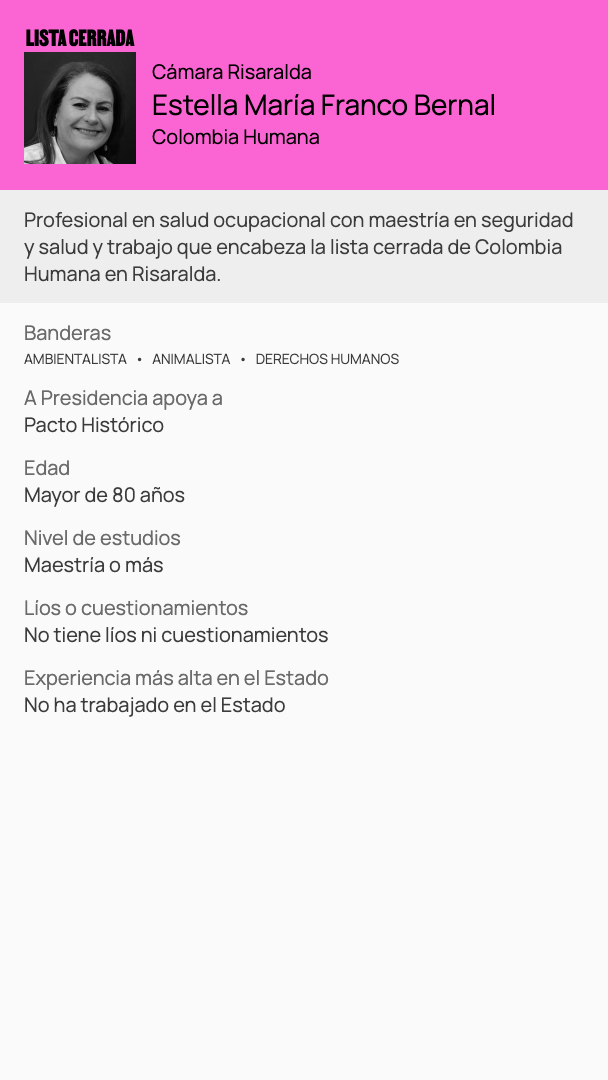 LISTA CERRADA
Cámara Risaralda
Estella María Franco Bernal
Colombia Humana
Profesional en salud ocupacional con maestría en seguridad
y salud y trabajo que encabeza la lista cerrada de Colombia
Humana en Risaralda.
Banderas
AMBIENTALISTA • ANIMALISTA • DERECHOS HUMANOS
A Presidencia apoya a
Pacto Histórico
Edad
Mayor de 80 años
Nivel de estudios
Maestría o más
Líos o cuestionamientos
No tiene líos ni cuestionamientos
Experiencia más alta en el Estado
No ha trabajado en el Estado